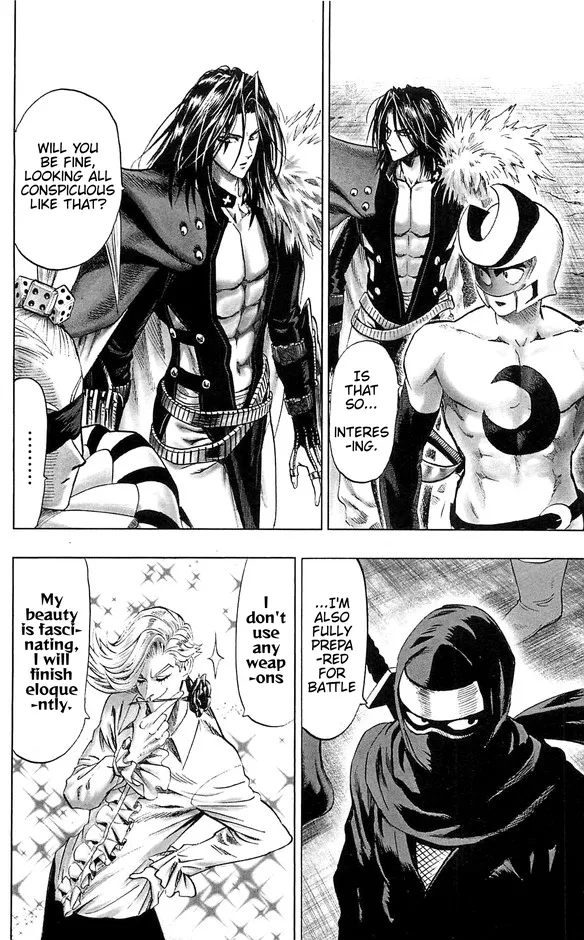 IS
THAT
SO...
INTERES
-ING.
WILL YOU
BE FINE,
LOOKING ALL
CONSPICUOUS
LIKE THAT?
.........
...I'M
ALSO
FULLY
PREPA
-RED
FOR
BATTLE
I
don't
use
any
weap
-ons
My
beauty
is fasci-
nating,
I will
finish
eloque
-ntly.